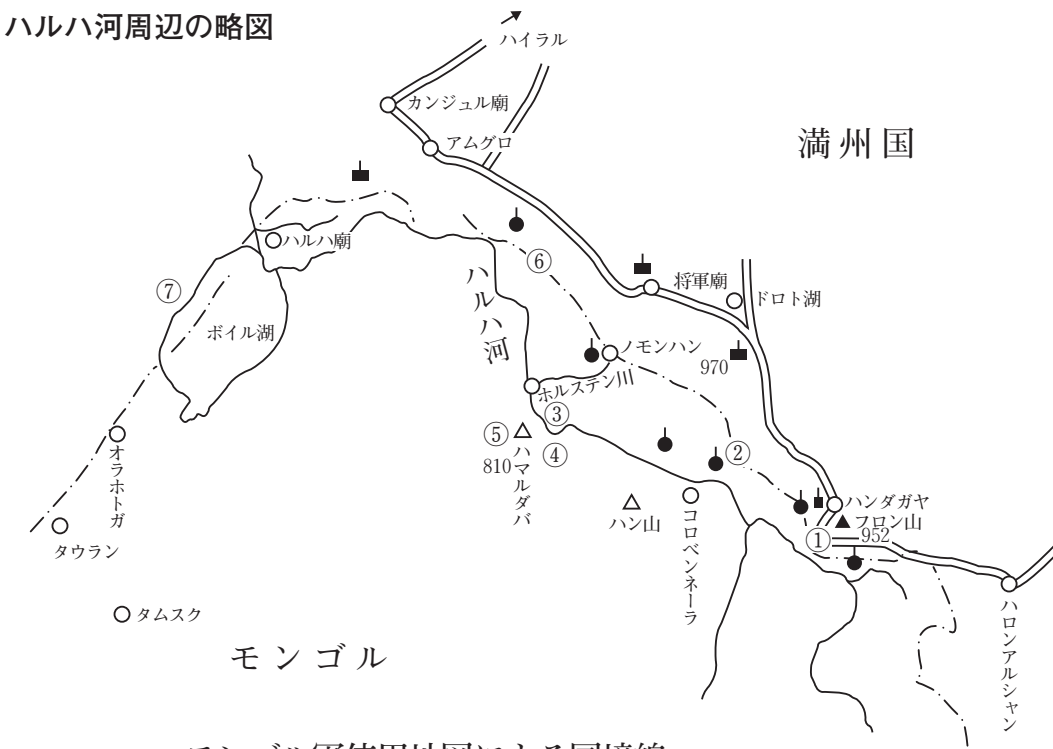 ハルハ河周辺の略図
ハイラル
カンジュル廟
アムグロ
満州国
ハルハ廟
⑥
⑦
ハルハ河
将軍廟
ドロト湖
ボイル湖
ノモンハン
970
ホルステン川
③
⑤
④
②
810
ハマルダバ
オラホトガ
ハン山
コロベンネーラ
ハンダガヤ
フロン山
①
952
タウラン
タムスク
ハロンアルシャン
モンゴル